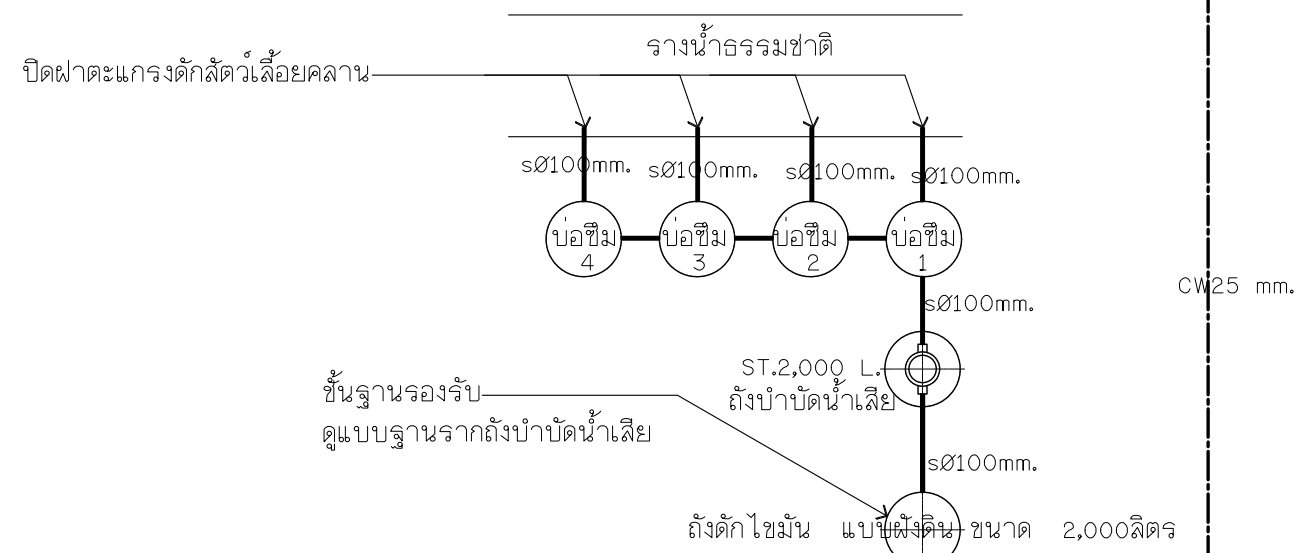 รางน้ำธรรมชาติ
ปิดฝาตะแกรงดักสัตว์เลื้อยคลาน
sØ100mm. sØ100mm. sØ100mm. sØ100mm.
บ่อซึม บ่อซึม บ่อซึม บ่อซึม
4 3 2 1
CW25 mm.
sØ100mm.
ST.2,000 L.
ถังบำบัดน้ำเสีย
ชั้นฐานรองรับ
ดูแบบฐานรากถังบำบัดน้ำเสีย
sØ100mm.
ถังดักไขมัน แบบฝังดิน ขนาด 2,000ลิตร